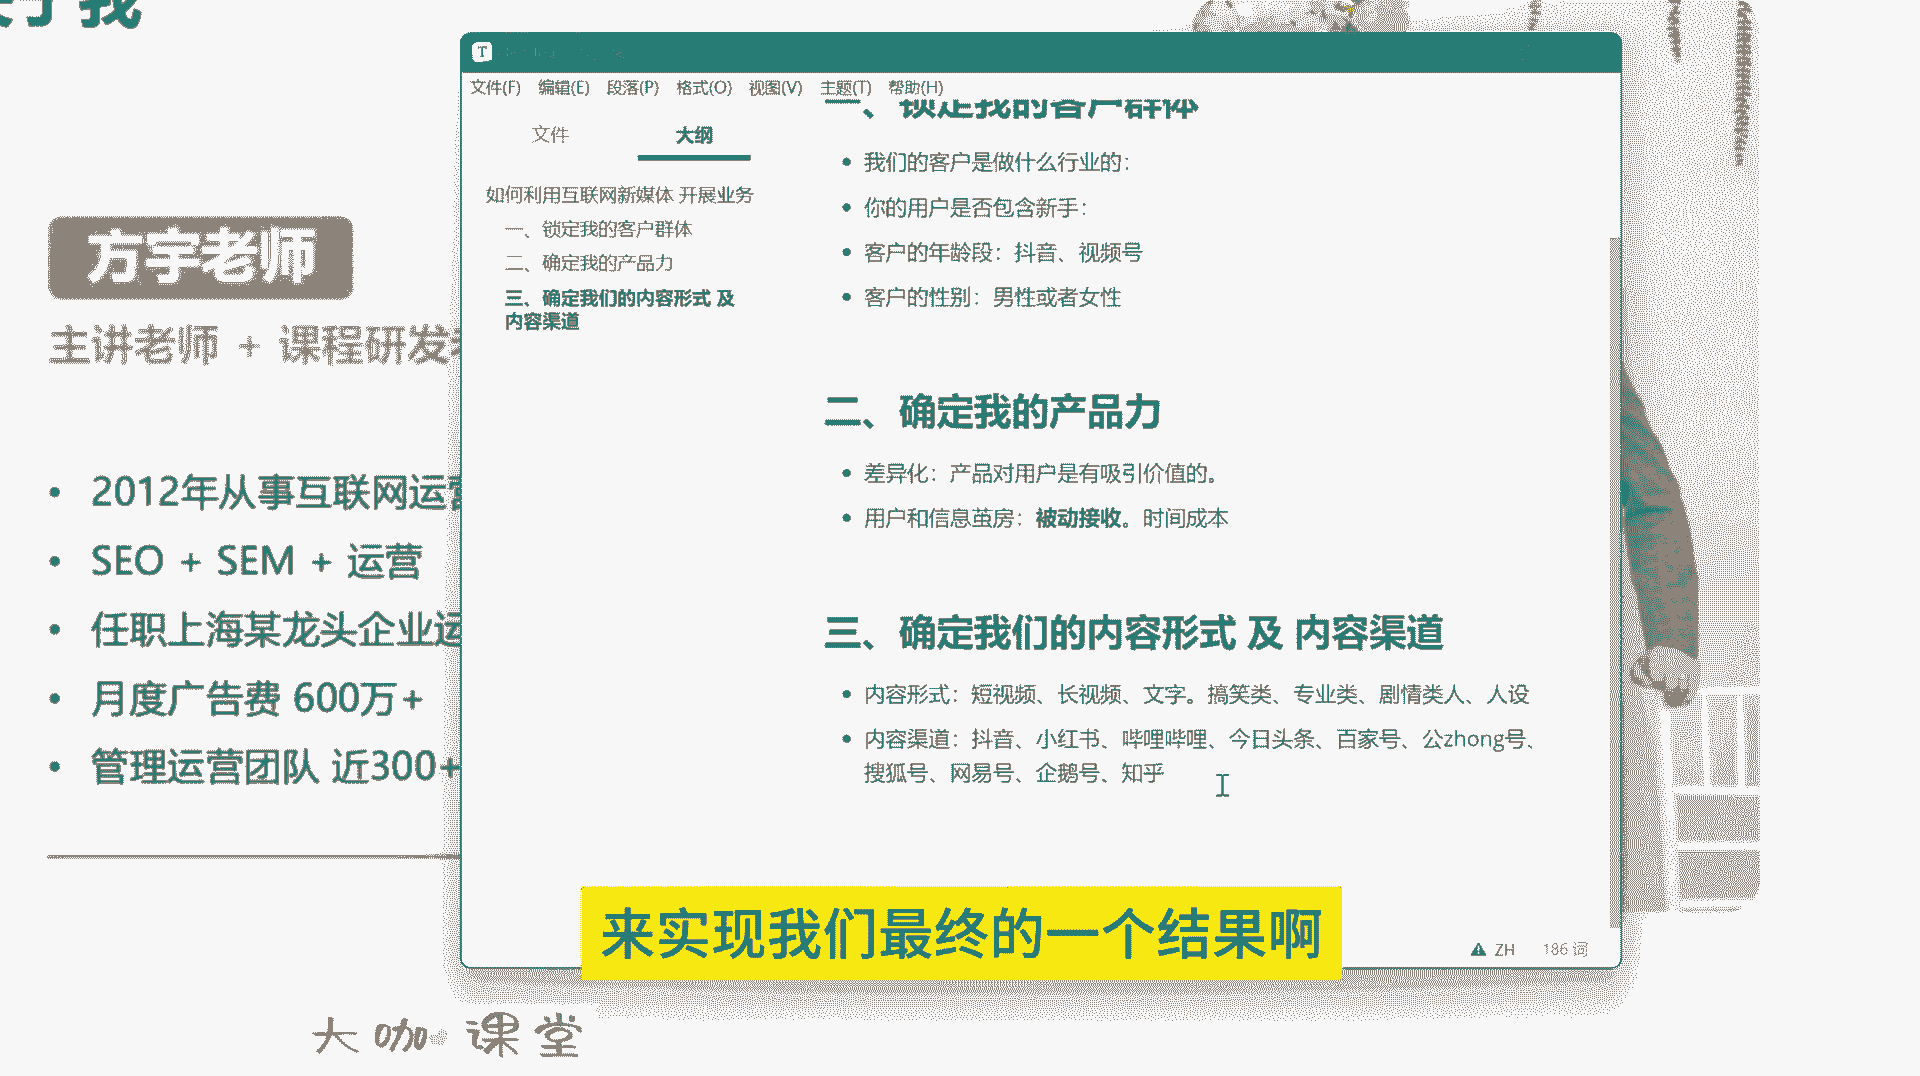 关于我
方宇老师
主讲老师 + 课程研发
2012年从事互联网运营
SEO + SEM + 运营
任职上海某龙头企业运
月度广告费 600万+
管理运营团队 近300+
大咖课堂
文件(F) 编辑(E) 段落(P) 格式(O) 视图(V) 主题(T) 帮助(H)
文件 大纲
如何利用互联网新媒体 开展业务
一、锁定我的客户群体
二、确定我的产品力
三、确定我们的内容形式 及
内容渠道
一、锁定我的客户群体
我们的客户是做什么行业的：
你的用户是否包含新手：
客户的年龄段：抖音、视频号
客户的性别：男性或者女性
二、确定我的产品力
差异化：产品对用户是有吸引价值的。
用户和信息茧房：被动接收。时间成本
三、确定我们的内容形式 及 内容渠道
内容形式：短视频、长视频、文字。搞笑类、专业类、剧情类人、人设
内容渠道：抖音、小红书、哔哩哔哩、今日头条、百家号、公zhong号、
搜狐号、网易号、企鹅号、知乎
ZH 186 词
来实现我们最终的一个结果啊